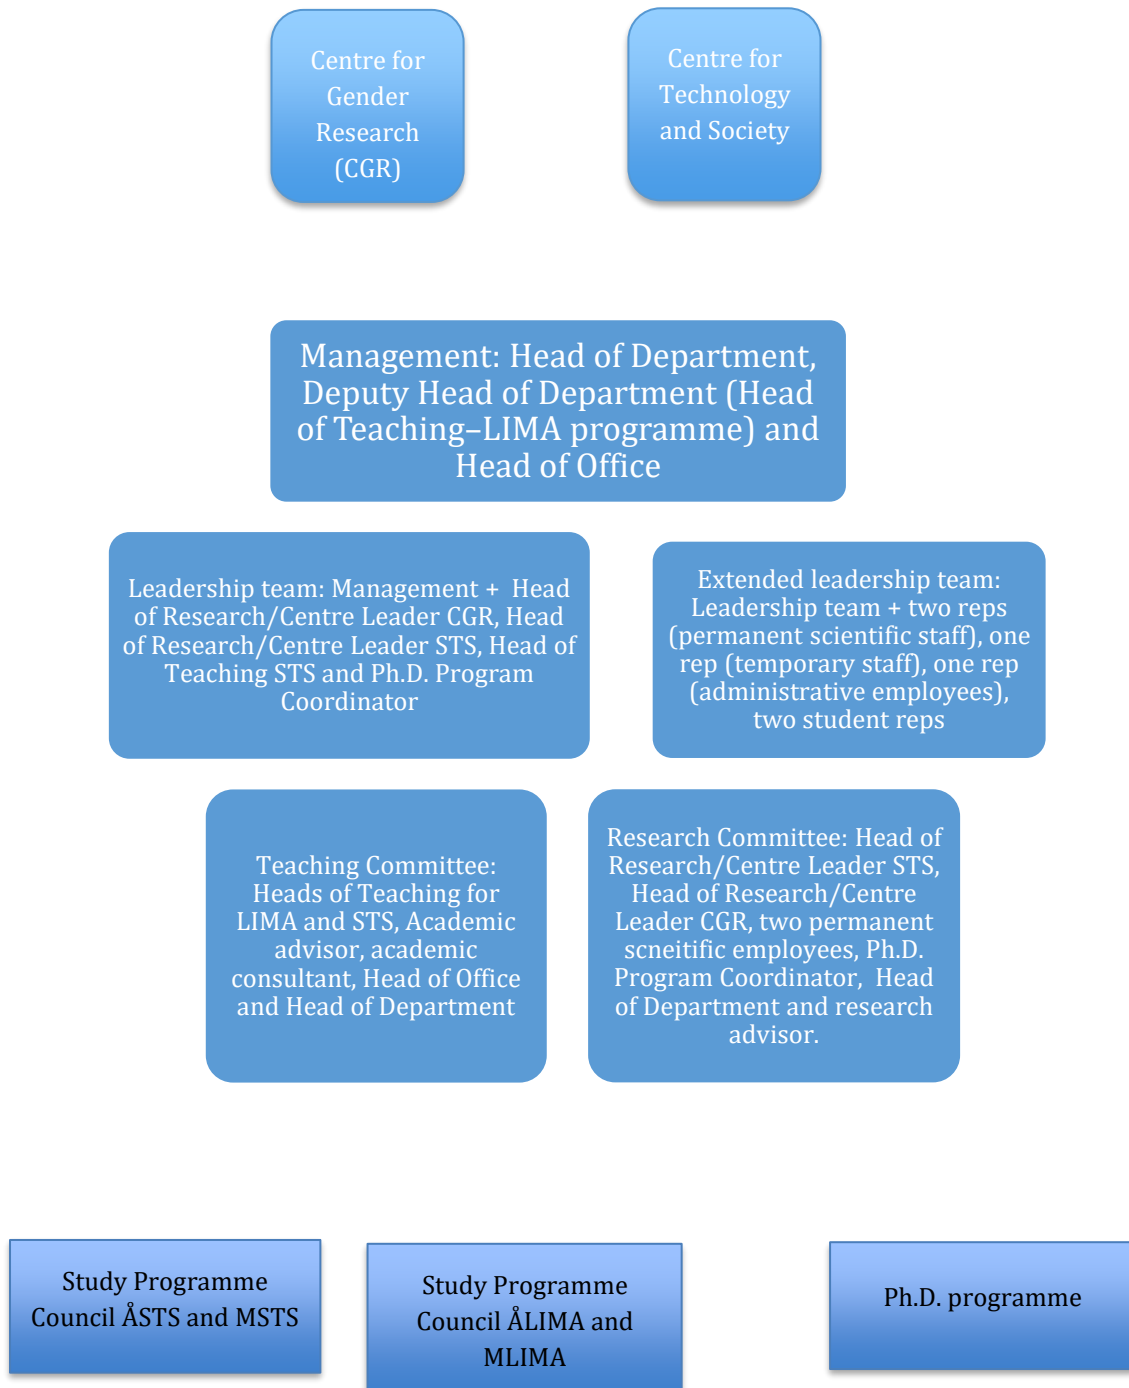 Centre for
Gender
Research
(CGR)
Centre for
Technology
and Society
Management: Head of Department,
Deputy Head of Department (Head
of Teaching–LIMA programme) and
Head of Office
Leadership team: Management +  Head
of Research/Centre Leader CGR, Head
of Research/Centre Leader STS, Head of
Teaching STS and Ph.D. Program
Coordinator
Extended leadership team:
Leadership team + two reps
(permanent scientific staff), one
rep (temporary staff), one rep
(administrative employees),
two student reps
Teaching Committee:
Heads of Teaching for
LIMA and STS, Academic
advisor, academic
consultant, Head of Office
and Head of Department
Research Committee: Head of
Research/Centre Leader STS,
Head of Research/Centre
Leader CGR, two permanent
scneitific employees, Ph.D.
Program Coordinator,  Head
of Department and research
advisor.
Study Programme
Council ÅSTS and MSTS
Study Programme
Council ÅLIMA and
MLIMA
Ph.D. programme